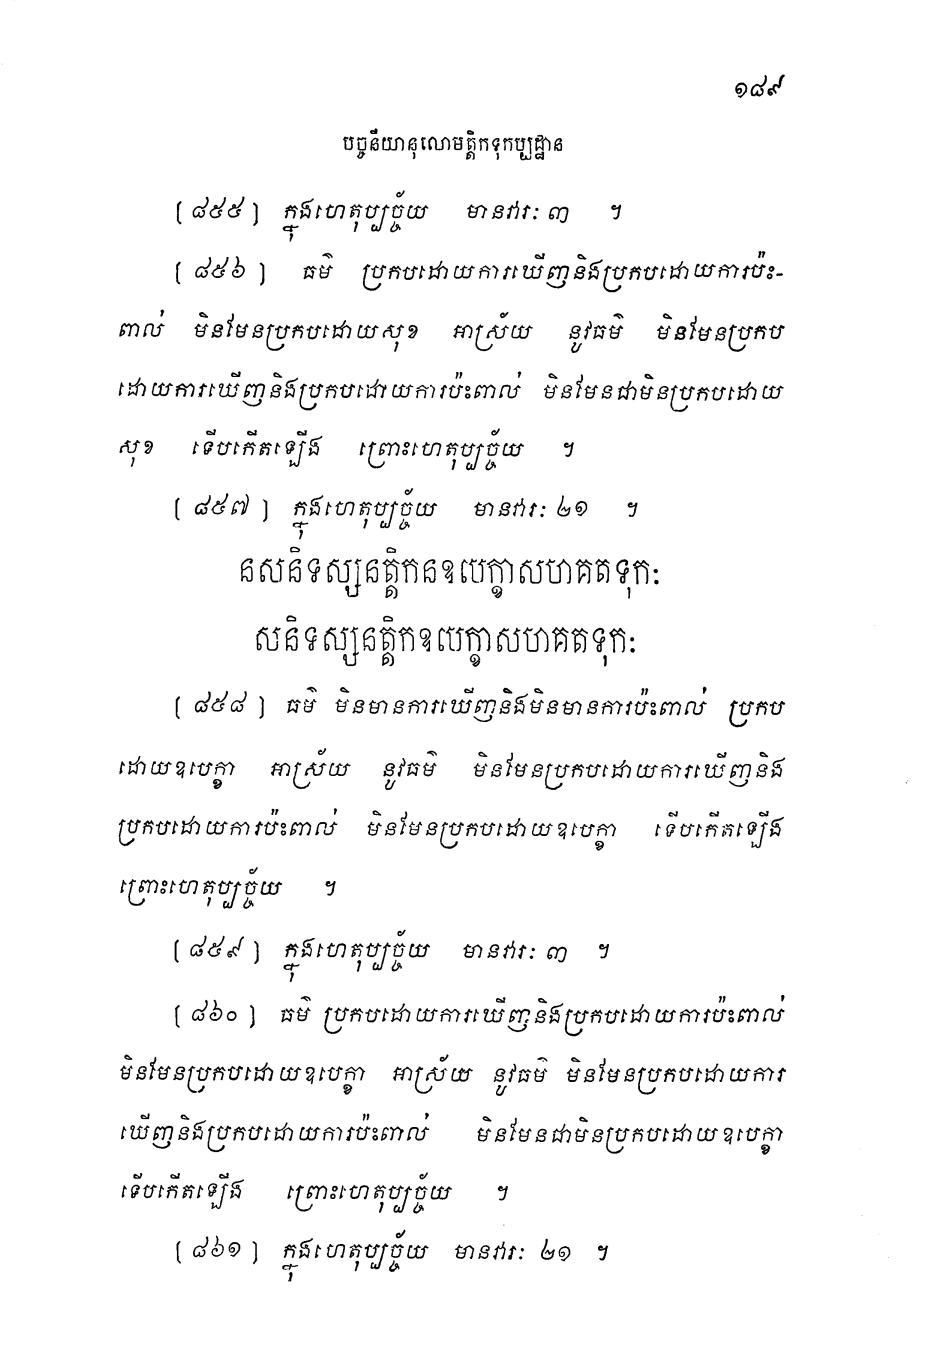 ១៨៩
បច្ចនីយានុលោមត្តិកទុកប្បដ្ឋាន
[ ៨៥៥ ] ក្នុងហេតុប្បច្ច័យ មានវារៈ ៣ ។
[ ៨៥៦ ] ធម៌ ប្រកបដោយការឃើញនិងប្រកបដោយការប៉ះ-
ពាល់ មិនមែនប្រកបដោយសុខ អាស្រ័យ នូវធម៌ មិនមែនប្រកប
ដោយការឃើញនិងប្រកបដោយការប៉ះពាល់ មិនមែនជាមិនប្រកបដោយ
សុខ ទើបកើតឡើង ព្រោះហេតុប្បច្ច័យ ។
[ ៨៥៧ ] ក្នុងហេតុប្បច្ច័យ មានវារៈ ២១ ។
នសនិទស្សនត្តិកនឧបេក្ខាសហគតទុកៈ
សនិទស្សនត្តិកឧបេក្ខាសហគតទុកៈ
[ ៨៥៨ ] ធម៌ មិនមានការឃើញនិងមិនមានការប៉ះពាល់ ប្រកប
ដោយឧបេក្ខា អាស្រ័យ នូវធម៌ មិនមែនប្រកបដោយការឃើញនិង
ប្រកបដោយការប៉ះពាល់ មិនមែនប្រកបដោយឧបេក្ខា ទើបកើតឡើង
ព្រោះហេតុប្បច្ច័យ ។
[ ៨៥៩ ] ក្នុងហេតុប្បច្ច័យ មានវារៈ ៣ ។
[ ៨៦០ ] ធម៌ ប្រកបដោយការឃើញនិងប្រកបដោយការប៉ះពាល់
មិនមែនប្រកបដោយឧបេក្ខា អាស្រ័យ នូវធម៌ មិនមែនប្រកបដោយការ
ឃើញនិងប្រកបដោយការប៉ះពាល់ មិនមែនជាមិនប្រកបដោយឧបេក្ខា
ទើបកើតឡើង ព្រោះហេតុប្បច្ច័យ ។
[ ៨៦១ ] ក្នុងហេតុប្បច្ច័យ មានវារៈ ២១ ។